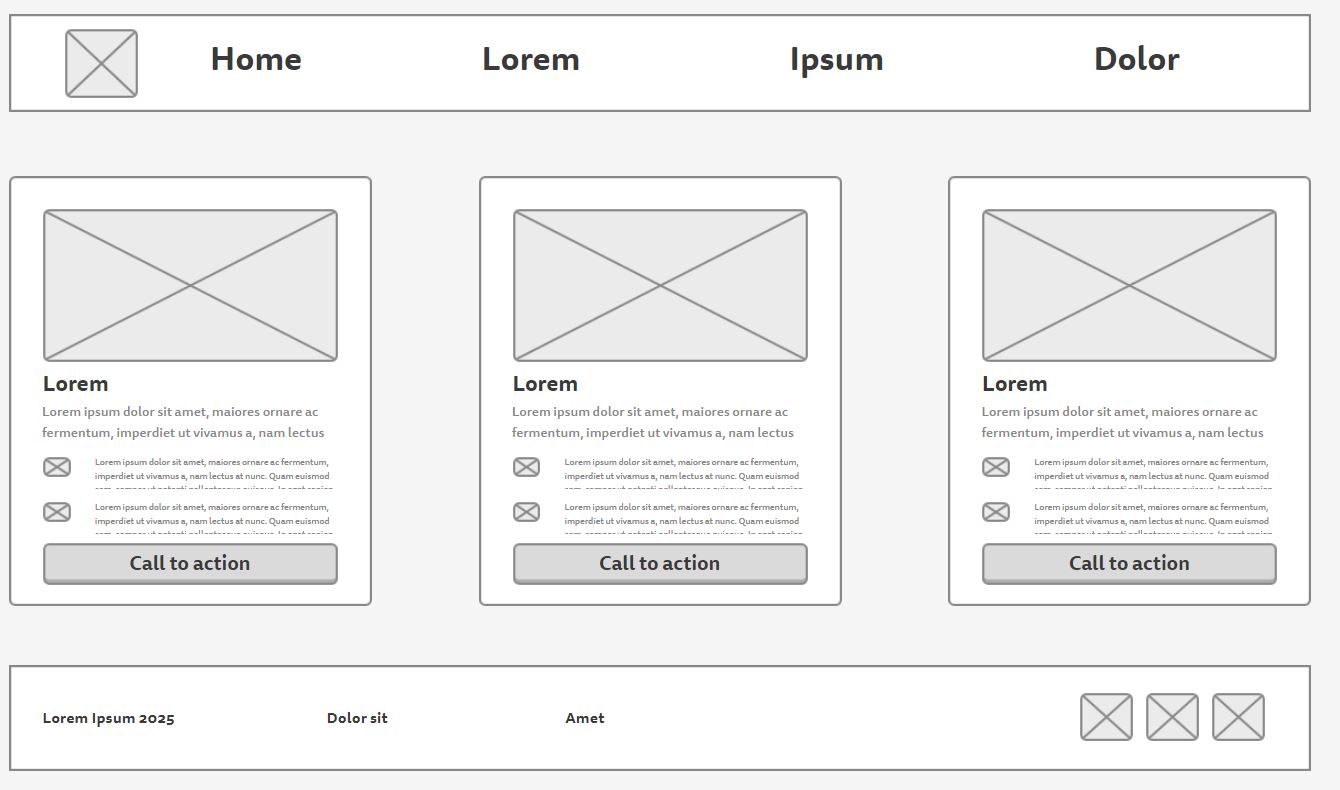 Home Lorem Ipsum Dolor
Lorem
Lorem ipsum dolor sit amet, maiores ornare ac
fermentum, imperdiet ut vivamus a, nam lectus
Lorem ipsum dolor sit amet, maiores ornare ac fermentum,
imperdiet ut vivamus a, nam lectus at nunc. Quam euismod
Lorem ipsum dolor sit amet, maiores ornare ac fermentum,
imperdiet ut vivamus a, nam lectus at nunc. Quam euismod
Call to action
Lorem
Lorem ipsum dolor sit amet, maiores ornare ac
fermentum, imperdiet ut vivamus a, nam lectus
Lorem ipsum dolor sit amet, maiores ornare ac fermentum,
imperdiet ut vivamus a, nam lectus at nunc. Quam euismod
Lorem ipsum dolor sit amet, maiores ornare ac fermentum,
imperdiet ut vivamus a, nam lectus at nunc. Quam euismod
Call to action
Lorem
Lorem ipsum dolor sit amet, maiores ornare ac
fermentum, imperdiet ut vivamus a, nam lectus
Lorem ipsum dolor sit amet, maiores ornare ac fermentum,
imperdiet ut vivamus a, nam lectus at nunc. Quam euismod
Lorem ipsum dolor sit amet, maiores ornare ac fermentum,
imperdiet ut vivamus a, nam lectus at nunc. Quam euismod
Call to action
Lorem Ipsum 2025 Dolor sit Amet